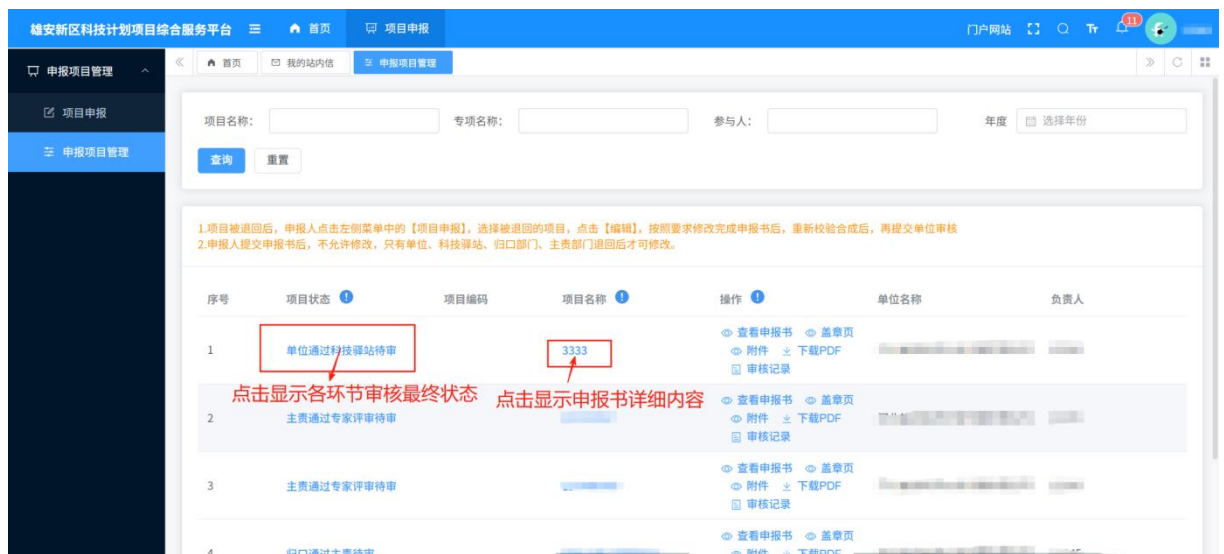 雄安新区科技计划项目综合服务平台 首页 项目申报 门户网站 Tт 11
申报项目管理 首页 我的站内信 申报项目管理
项目申报
申报项目管理
项目名称: 专项名称: 参与人: 年度 选择年份
查询 重置
1.项目被退回后，申报人点击左侧菜单中的【项目申报】，选择被退回的项目，点击【编辑】，按照要求修改完成申报书后，重新校验合成后，再提交单位审核
2.申报人提交申报书后，不允许修改，只有单位、科技驿站、归口部门、主责部门退回后才可修改。
序号 项目状态 项目编码 项目名称 操作 单位名称 负责人
1 单位通过科技驿站待审 3333 查看申报书 盖章页
附件 下载PDF
审核记录
点击显示各环节审核最终状态 点击显示申报书详细内容
2 主责通过专家评审待审 查看申报书 盖章页
附件 下载PDF
审核记录
3 主责通过专家评审待审 查看申报书 盖章页
附件 下载PDF
审核记录
4 归口通过主责待审 查看申报书 盖章页
附件 下载PDF